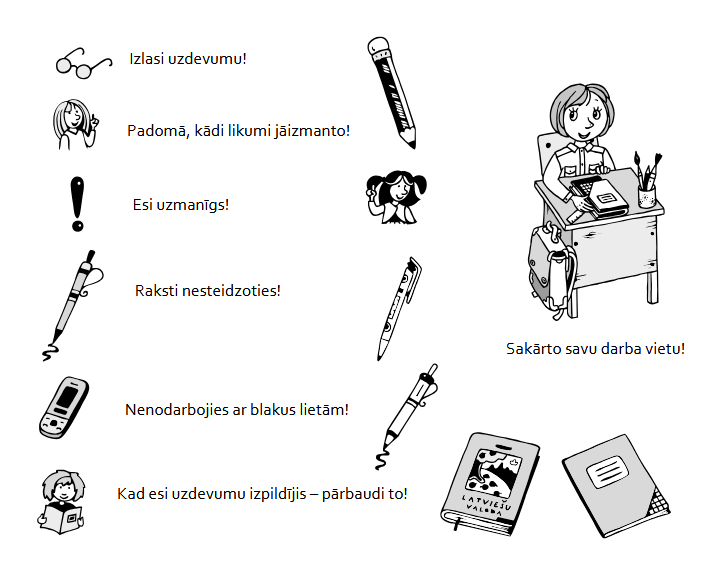 Izlasi uzdevumu!
Padomā, kādi likumi jāizmanto!
Esi uzmanīgs!
Raksti nesteidzoties!
Sakārto savu darba vietu!
Nenodarbojies ar blakus lietām!
Kad esi uzdevumu izpildījis – pārbaudi to!
LATVIEŠU
VALODA